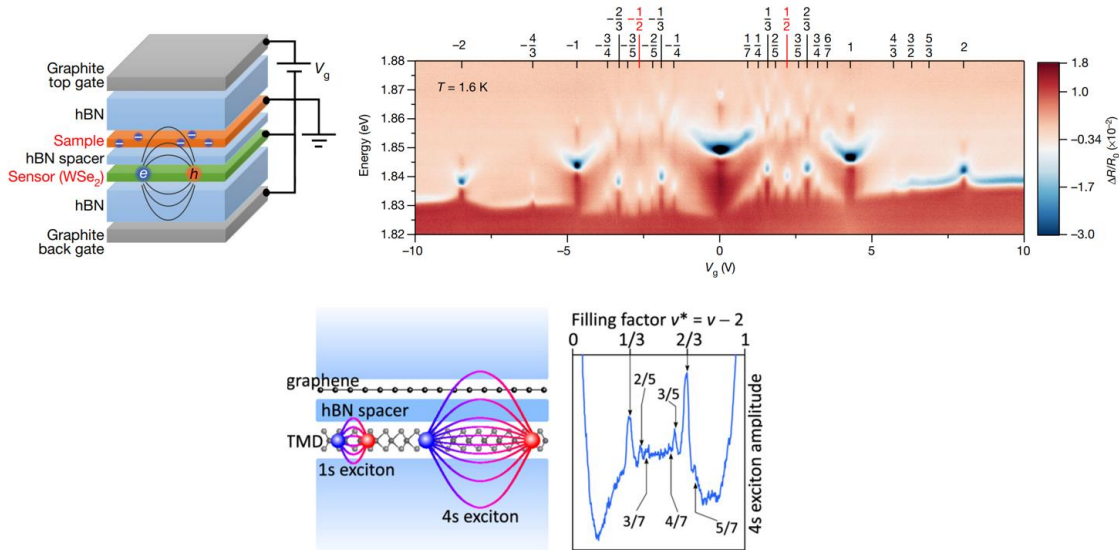 Graphite
top gate
hBN
Sample
hBN spacer
Sensor (WSe2)
hBN
Graphite
back gate
e
h
Vg
-2
-4/3
-1
-3/4
-2/3
-3/5
-1/2
-2/5
-1/3
-1/4
1/7
1/4
1/3
2/5
1/2
3/5
2/3
3/4
6/7
1
4/3
3/2
5/3
2
T = 1.6 K
Energy (eV)
1.88
1.87
1.86
1.85
1.84
1.83
1.82
−10
−5
0
5
10
Vg (V)
1.8
1.0
−0.34
−1.7
−3.0
ΔR/R0 (×10−2)
graphene
hBN spacer
TMD
1s exciton
4s exciton
Filling factor ν* = ν − 2
0 1/3 2/3 1
2/5
3/5
3/7
4/7
5/7
4s exciton amplitude